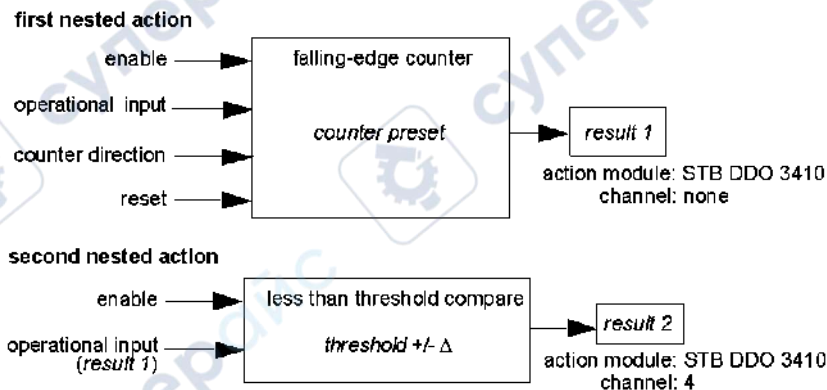 first nested action
enable
falling-edge counter
operational input
counter preset
result 1
counter direction
action module: STB DDO 3410
channel: none
reset
second nested action
enable
less than threshold compare
result 2
operational input
(result 1)
threshold +/- Δ
action module: STB DDO 3410
channel: 4